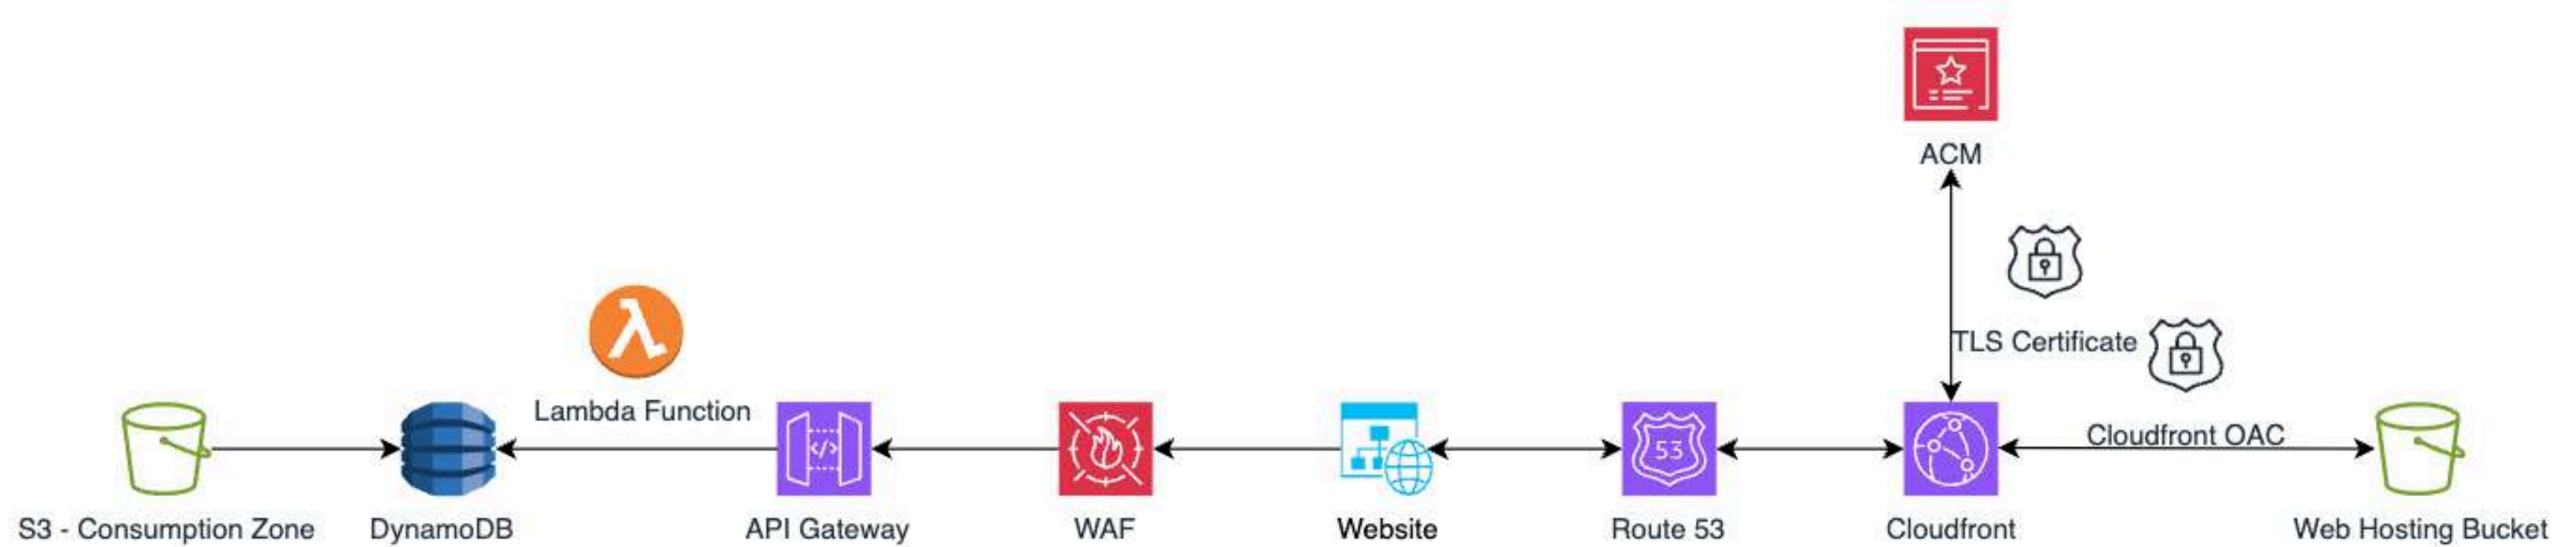 ACM
TLS Certificate
Lambda Function
</>
53
Cloudfront OAC
S3 - Consumption Zone
DynamoDB
API Gateway
WAF
Website
Route 53
Cloudfront
Web Hosting Bucket